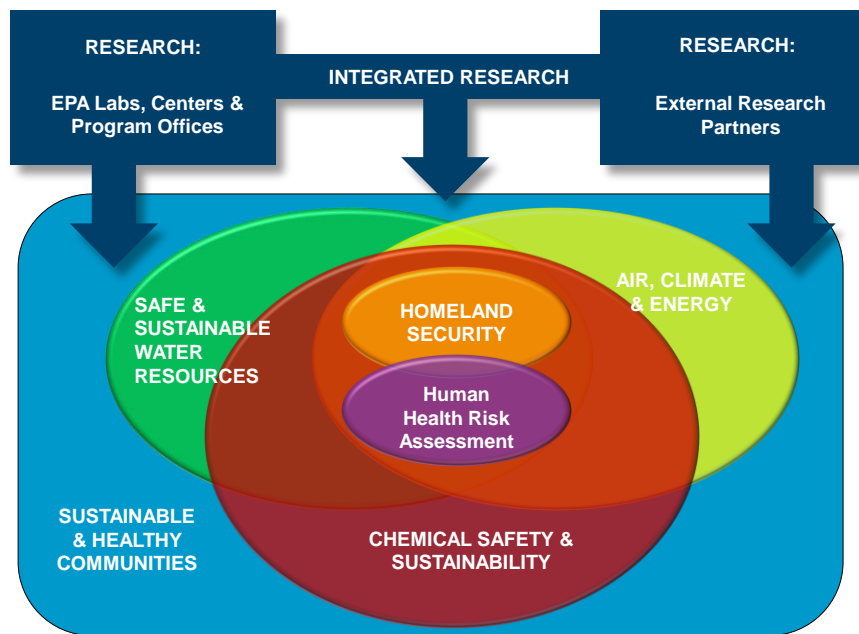 RESEARCH:
EPA Labs, Centers &
Program Offices
INTEGRATED RESEARCH
RESEARCH:
External Research
Partners
SAFE &
SUSTAINABLE
WATER
RESOURCES
HOMELAND
SECURITY
AIR, CLIMATE
& ENERGY
Human
Health Risk
Assessment
SUSTAINABLE
& HEALTHY
COMMUNITIES
CHEMICAL SAFETY &
SUSTAINABILITY